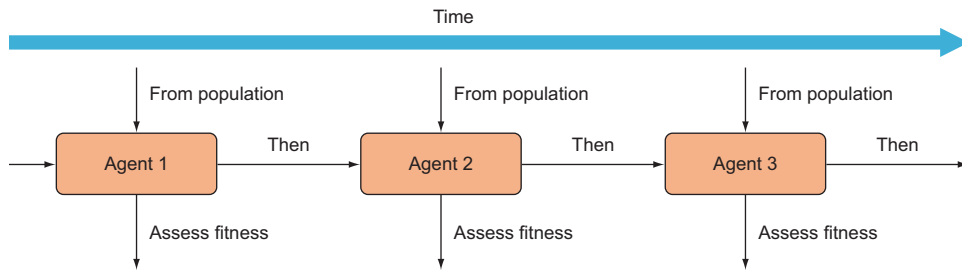 Time
From population
From population
From population
Agent 1
Then
Agent 2
Then
Agent 3
Then
Assess fitness
Assess fitness
Assess fitness